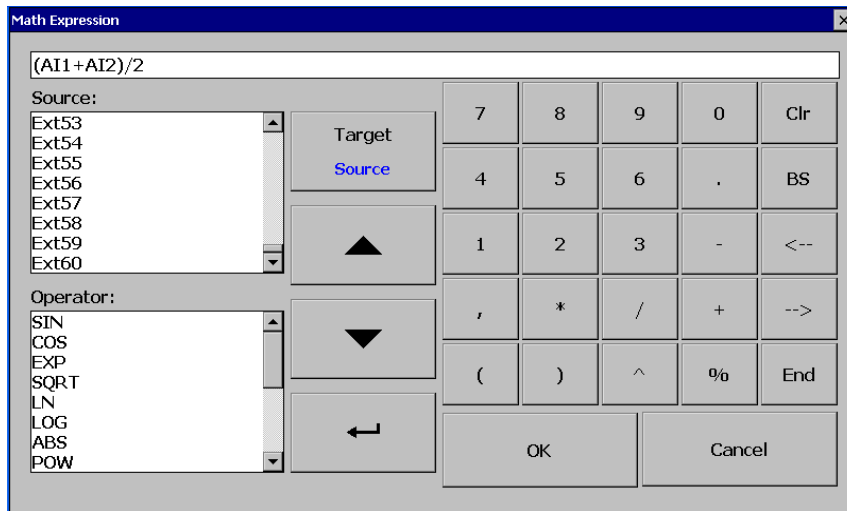 Math Expression
(AI1+AI2)/2
Source:
Ext53
Ext54
Ext55
Ext56
Ext57
Ext58
Ext59
Ext60
Target
Source
Operator:
SIN
COS
EXP
SQRT
LN
LOG
ABS
POW
7 8 9 0 Clr
4 5 6 . BS
1 2 3 - <--
, * / + -->
( ) ^ % End
OK Cancel